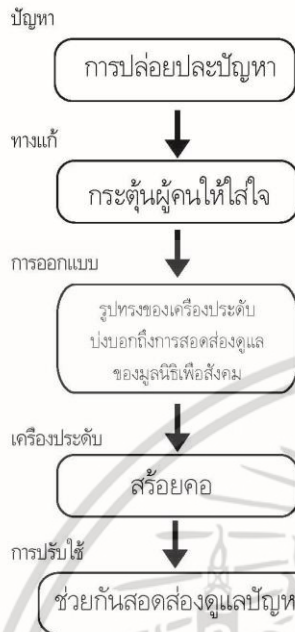 ปัญหา
การปล่อยปละปัญหา
ทางแก้
กระตุ้นผู้คนให้ใส่ใจ
การออกแบบ
รูปทรงของเครื่องประดับ
บ่งบอกถึงการสอดส่องดูแล
ของมูลนิธิเพื่อสังคม
เครื่องประดับ
สร้อยคอ
การปรับใช้
ช่วยกันสอดส่องดูแลปัญห